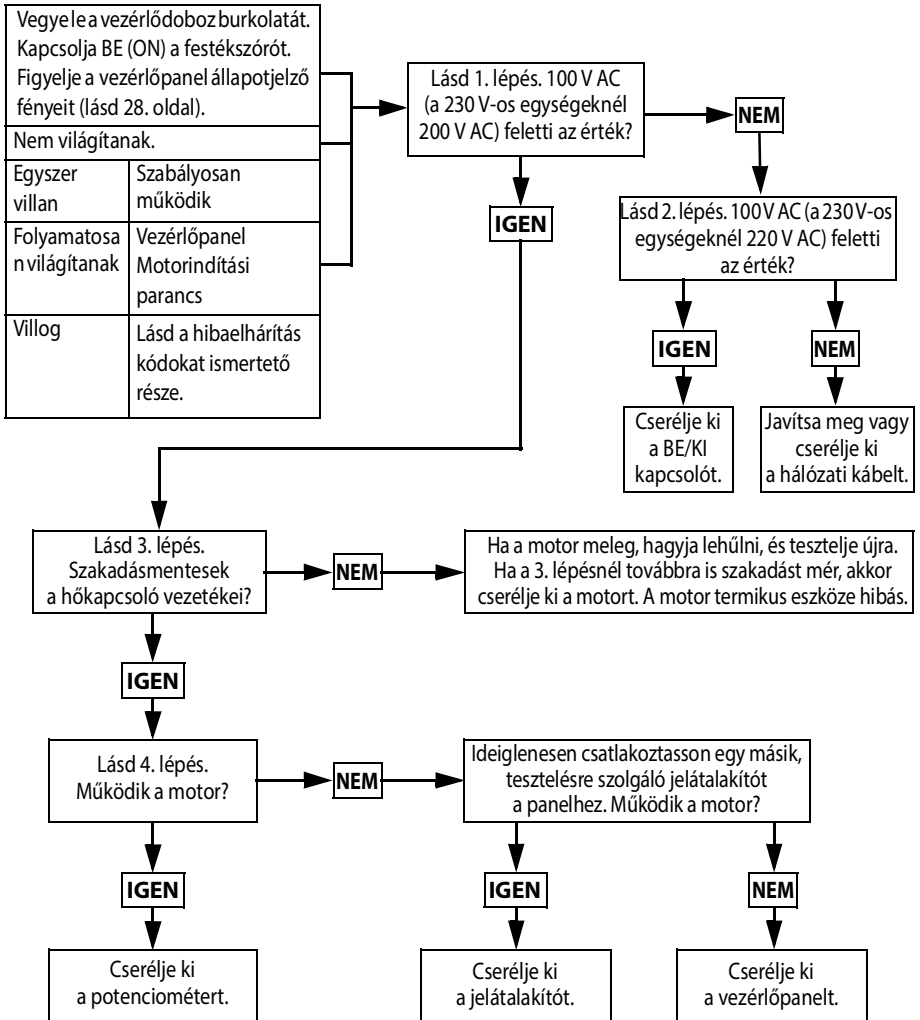 Vegye le a vezérlődoboz burkolatát.
Kapcsolja BE (ON) a festékszórót.
Figyelje a vezérlőpanel állapotjelző
fényeit (lásd 28. oldal).
Nem világítanak.
Egyszer
villan
Szabályosan
működik
Folyamatosa
n világítanak
Vezérlőpanel
Motorindítási
parancs
Villog
Lásd a hibaelhárítás
kódokat ismertető
része.
Lásd 1. lépés. 100 V AC
(a 230 V-os egységeknél
200 V AC) feletti az érték?
NEM
IGEN
Lásd 2. lépés. 100 V AC (a 230 V-os
egységeknél 220 V AC) feletti
az érték?
IGEN
NEM
Cserélje ki
a BE/KI
kapcsolót.
Javítsa meg vagy
cserélje ki
a hálózati kábelt.
Lásd 3. lépés.
Szakadásmentesek
a hőkapcsoló vezetékei?
NEM
Ha a motor meleg, hagyja lehűlni, és tesztelje újra.
Ha a 3. lépésnél továbbra is szakadást mér, akkor
cserélje ki a motort. A motor termikus eszköze hibás.
IGEN
Lásd 4. lépés.
Működik a motor?
NEM
Ideiglenesen csatlakoztasson egy másik,
tesztelésre szolgáló jelátalakítót
a panelhez. Működik a motor?
IGEN
IGEN
NEM
Cserélje ki
a potenciométert.
Cserélje ki
a jelátalakítót.
Cserélje ki
a vezérlőpanelt.